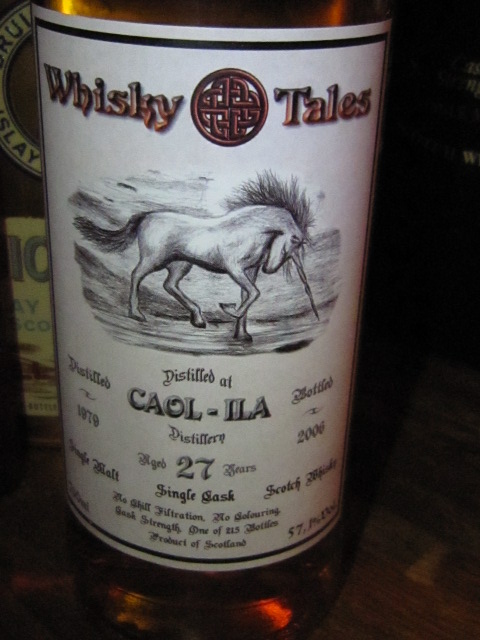 Whisky Tales
Distilled at
CAOL-ILA
Distillery
Distilled
1979
Bottled
2006
Aged 27 Years
Single Malt
Single Cask
Scotch Whisky
No Chill Filtration, No Colouring,
Cask Strength, One of 215 Bottles
Product of Scotland
ISLAY